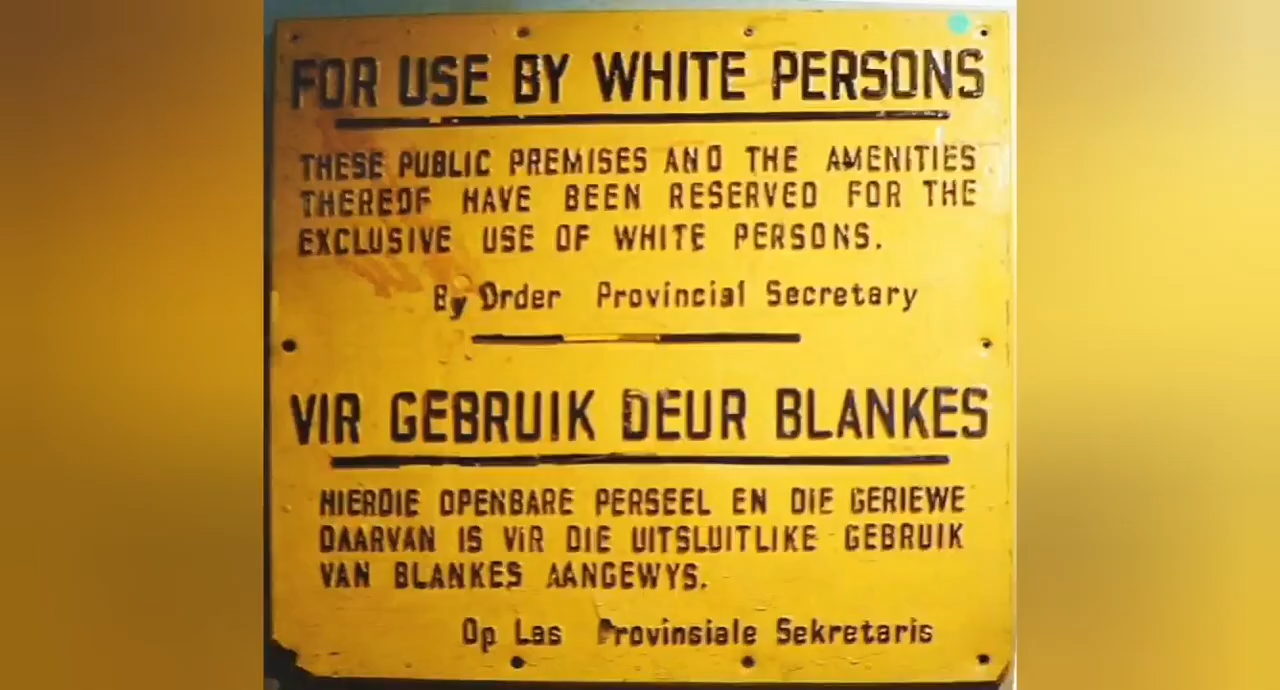 FOR USE BY WHITE PERSONS
THESE PUBLIC PREMISES AND THE AMENITIES
THEREOF HAVE BEEN RESERVED FOR THE
EXCLUSIVE USE OF WHITE PERSONS.
By Order Provincial Secretary
VIR GEBRUIK DEUR BLANKES
HIERDIE OPENBARE PERSEEL EN DIE GERIEWE
DAARVAN IS VIR DIE UITSLUITLIKE GEBRUIK
VAN BLANKES AANGEWYS.
Op Las Provinsiale Sekretaris